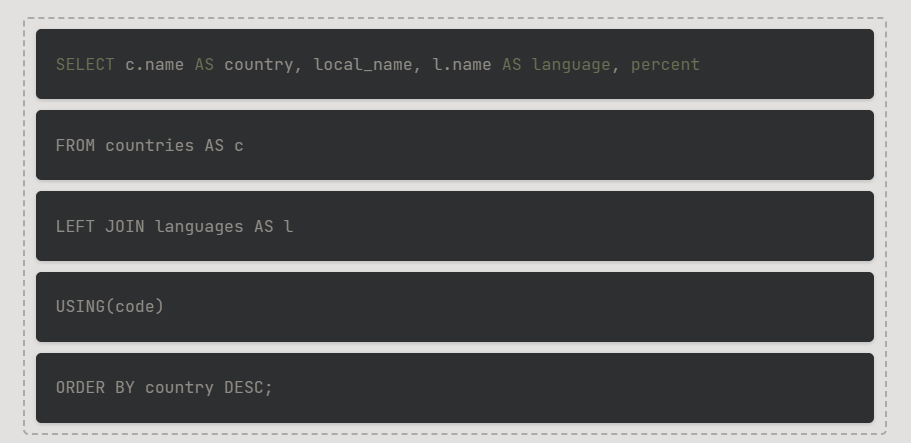 SELECT c.name AS country, local_name, l.name AS language, percent
FROM countries AS c
LEFT JOIN languages AS l
USING(code)
ORDER BY country DESC;